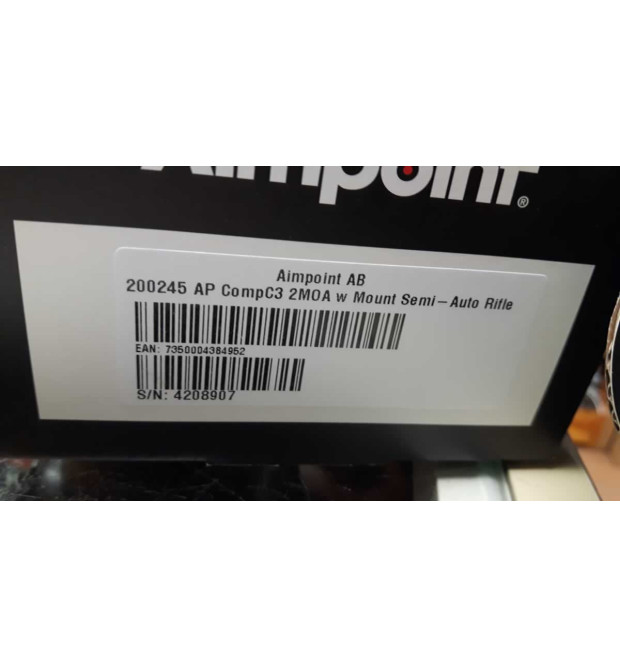 Aimpoint®
Aimpoint AB
200245 AP CompC3 2MOA w Mount Semi-Auto Rifle
EAN: 7350004384952
S/N: 4208907